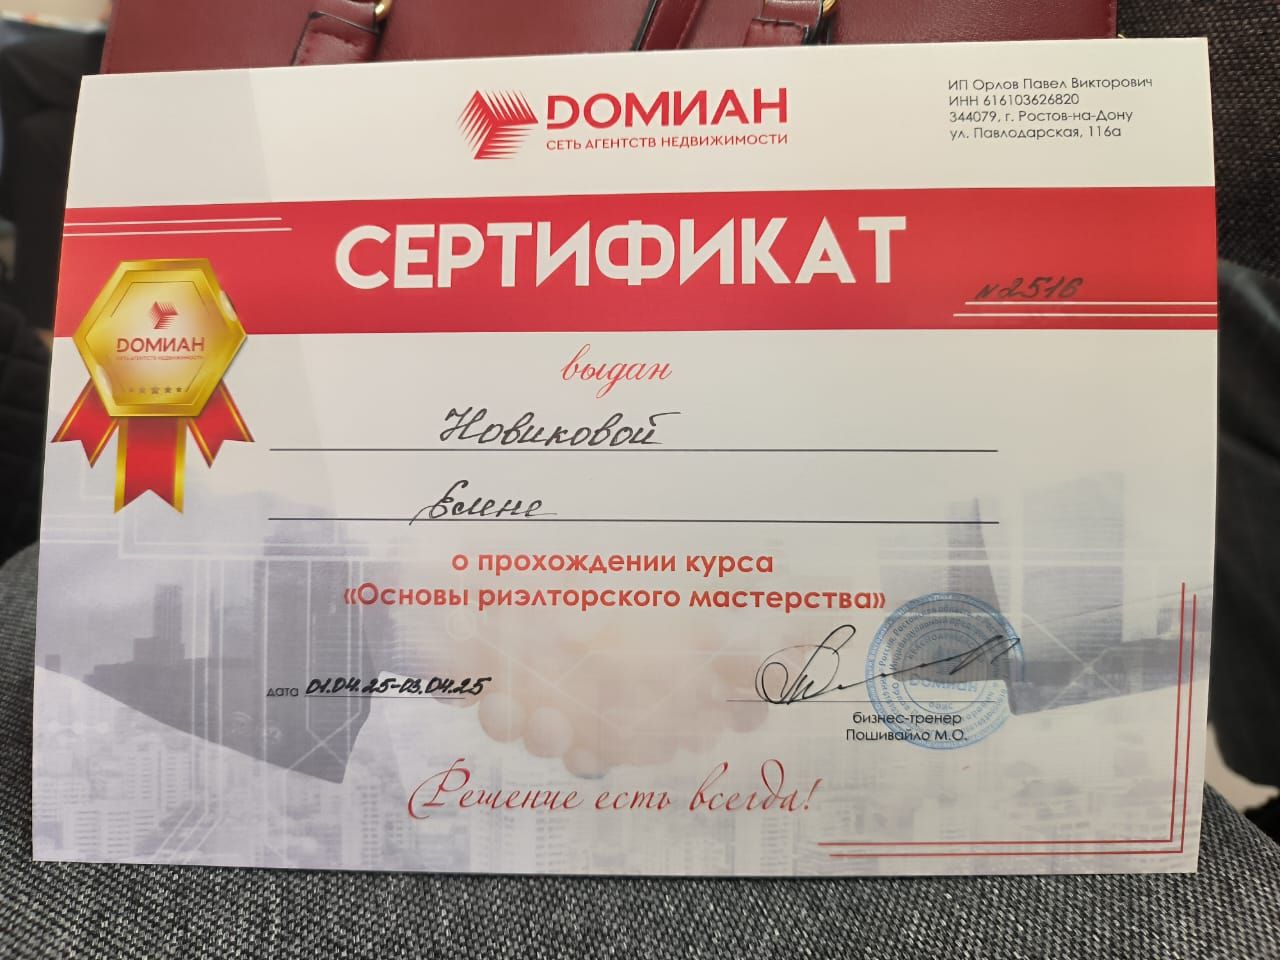 ДОМИАН
СЕТЬ АГЕНТСТВ НЕДВИЖИМОСТИ
ИП Орлов Павел Викторович
ИНН 616103626820
344079, г. Ростов-на-Дону
ул. Павлодарская, 116а
СЕРТИФИКАТ
N 2516
ДОМИАН
СЕТЬ АГЕНТСТВ НЕДВИЖИМОСТИ
выдан
Новиковой
Елене
о прохождении курса
«Основы риэлторского мастерства»
дата 01.04.25-03.04.25
ДОМИАН
бизнес-тренер
Пошивайло М.О.
Решение есть всегда!